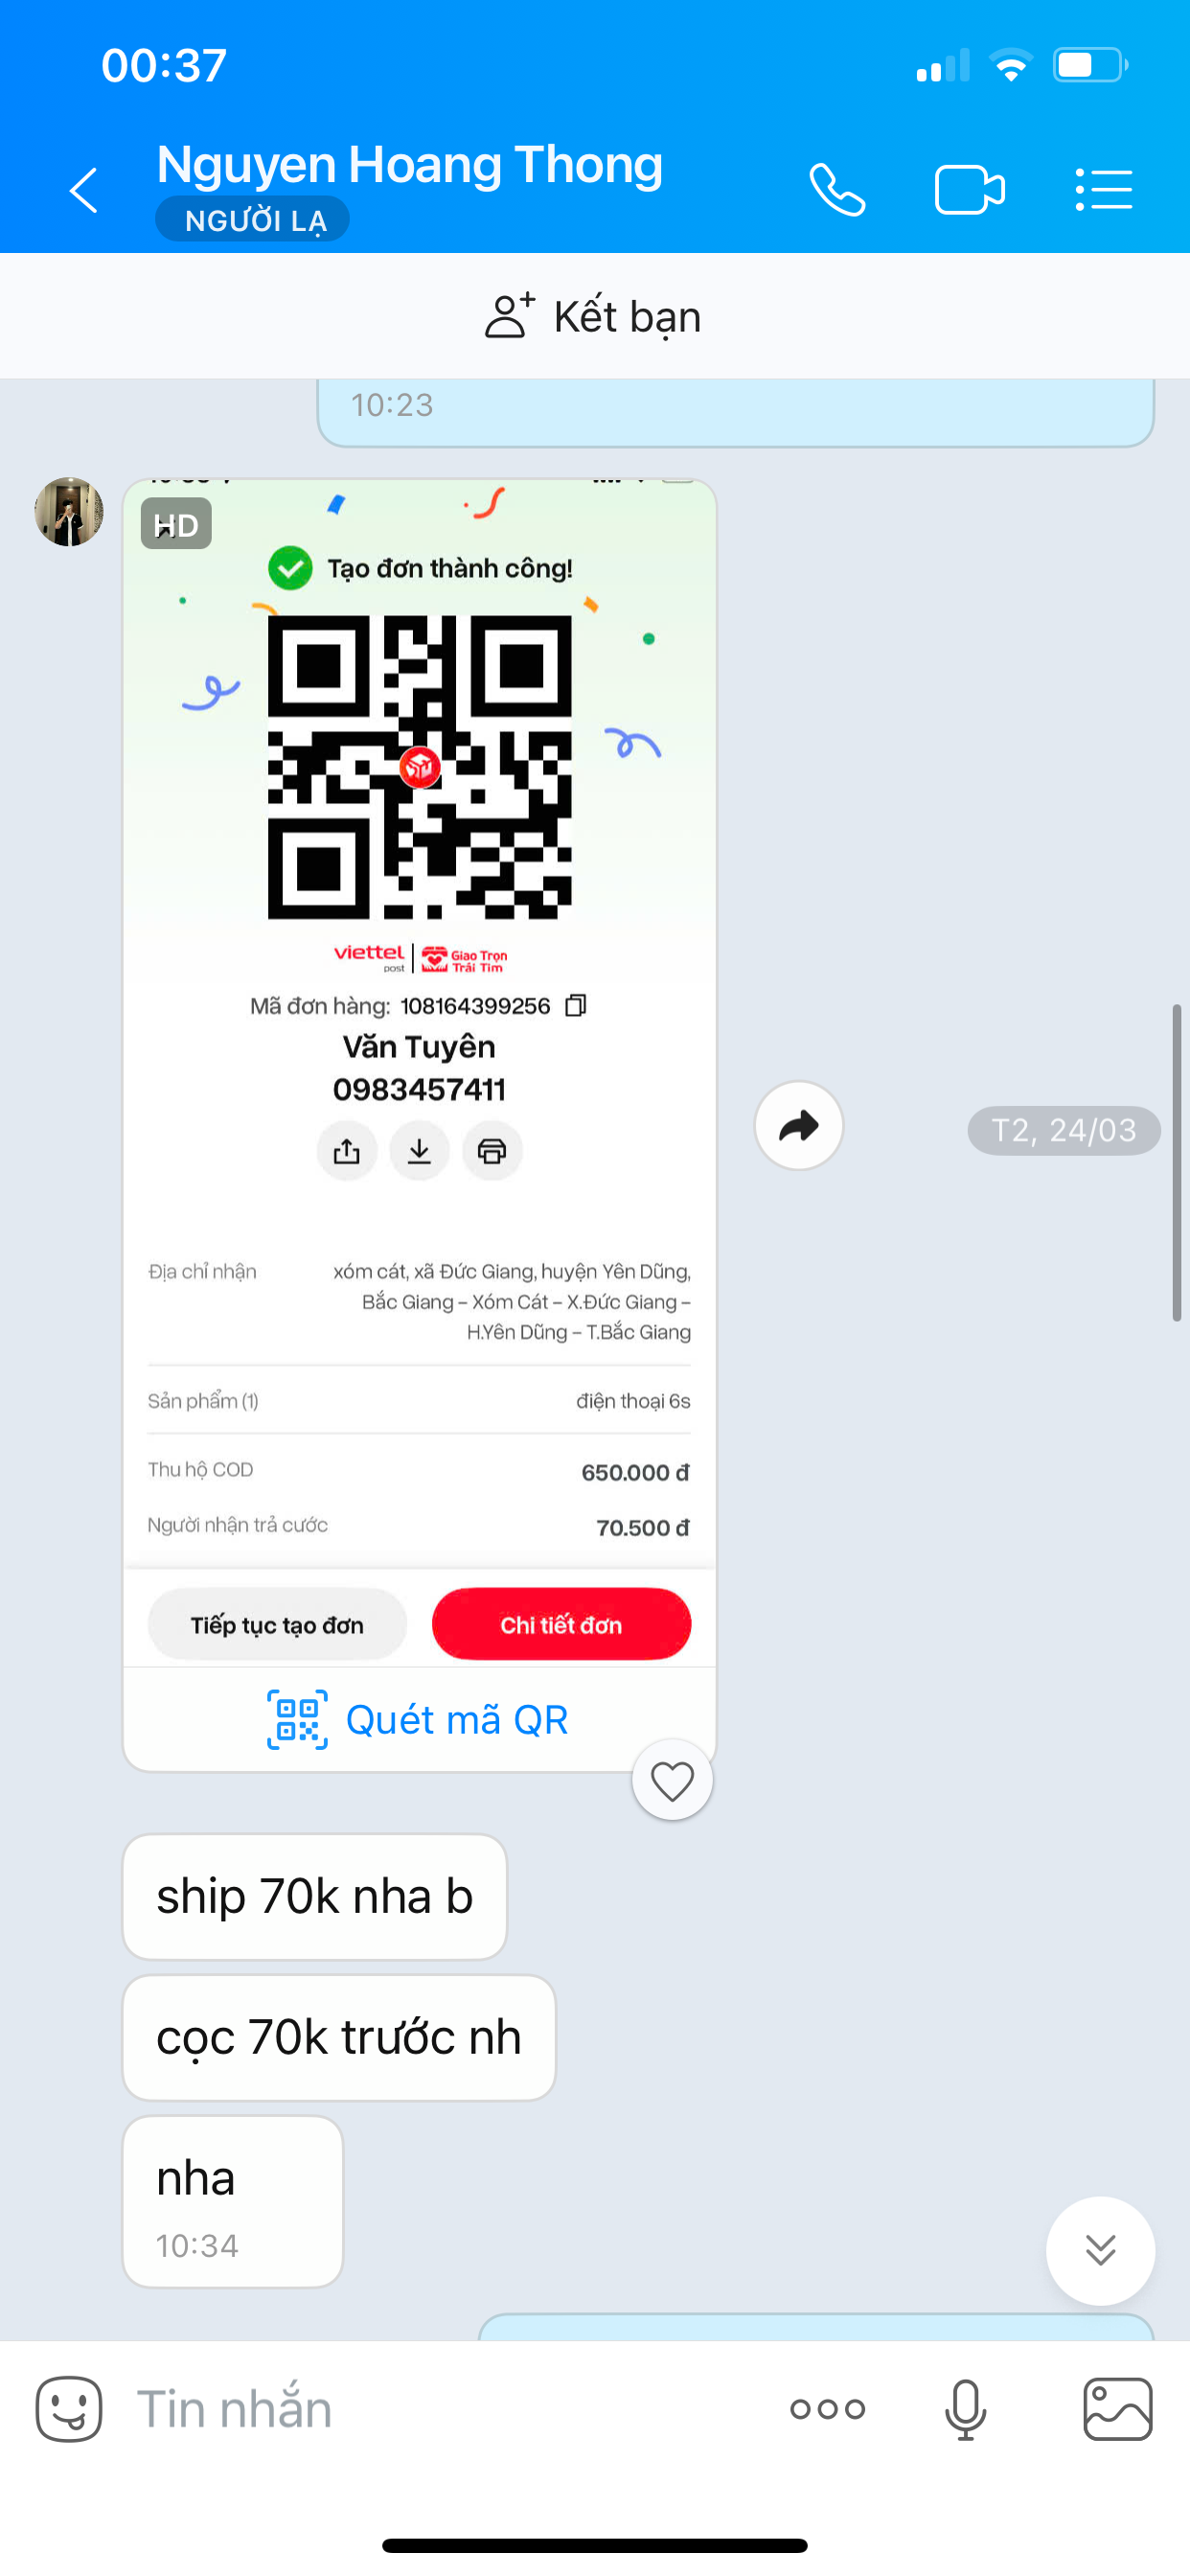 00:37
Nguyen Hoang Thong
NGƯỜI LẠ
Kết bạn
10:23
HD
Tạo đơn thành công!
viettel
post
Giao Trọn
Trái Tim
Mã đơn hàng: 108164399256
Văn Tuyên
0983457411
T2, 24/03
Địa chỉ nhận
xóm cát, xã Đức Giang, huyện Yên Dũng,
Bắc Giang – Xóm Cát – X.Đức Giang –
H.Yên Dũng – T.Bắc Giang
Sản phẩm (1)
điện thoại 6s
Thu hộ COD
650.000 đ
Người nhận trả cước
70.500 đ
Tiếp tục tạo đơn
Chi tiết đơn
Quét mã QR
ship 70k nha b
cọc 70k trước nh
nha
10:34
Tin nhắn